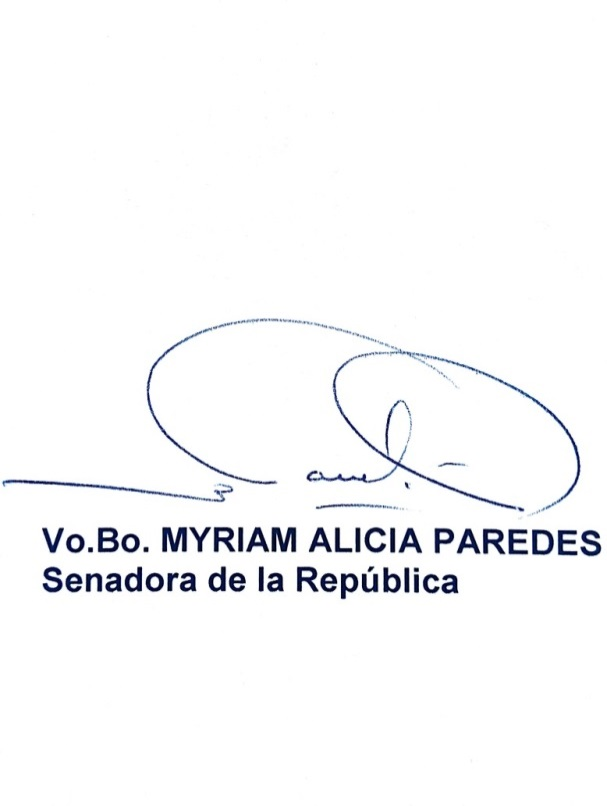 Vo.Bo. MYRIAM ALICIA PAREDES
Senadora de la República